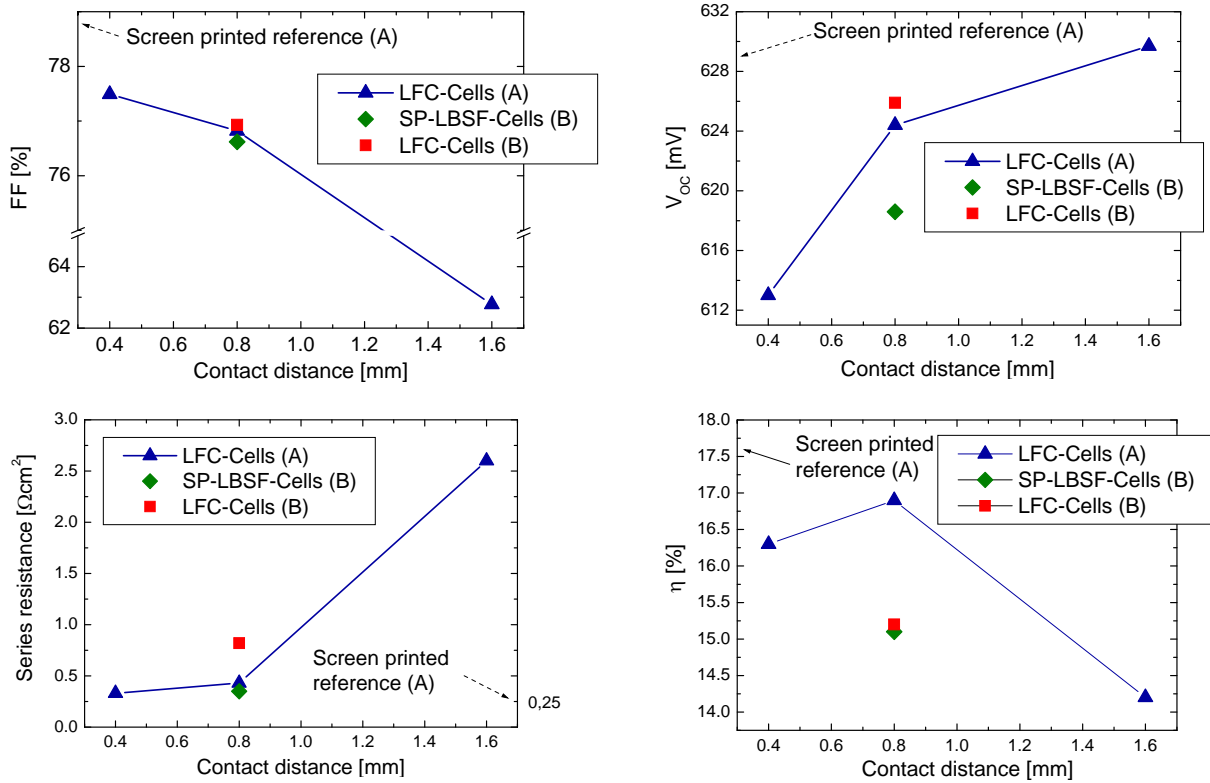 Screen printed reference (A)
LFC-Cells (A)
SP-LBSF-Cells (B)
LFC-Cells (B)
FF [%]
78
76
64
62
0.4 0.6 0.8 1.0 1.2 1.4 1.6
Contact distance [mm]
Screen printed reference (A)
LFC-Cells (A)
SP-LBSF-Cells (B)
LFC-Cells (B)
VOC [mV]
632
628
624
620
616
612
0.4 0.6 0.8 1.0 1.2 1.4 1.6
Contact distance [mm]
LFC-Cells (A)
SP-LBSF-Cells (B)
LFC-Cells (B)
Screen printed
reference (A)
0,25
Series resistance [Ωcm²]
3.0
2.5
2.0
1.5
1.0
0.5
0.0
0.4 0.6 0.8 1.0 1.2 1.4 1.6
Contact distance [mm]
Screen printed
reference (A)
LFC-Cells (A)
SP-LBSF-Cells (B)
LFC-Cells (B)
η [%]
18.0
17.5
17.0
16.5
16.0
15.5
15.0
14.5
14.0
0.4 0.6 0.8 1.0 1.2 1.4 1.6
Contact distance [mm]